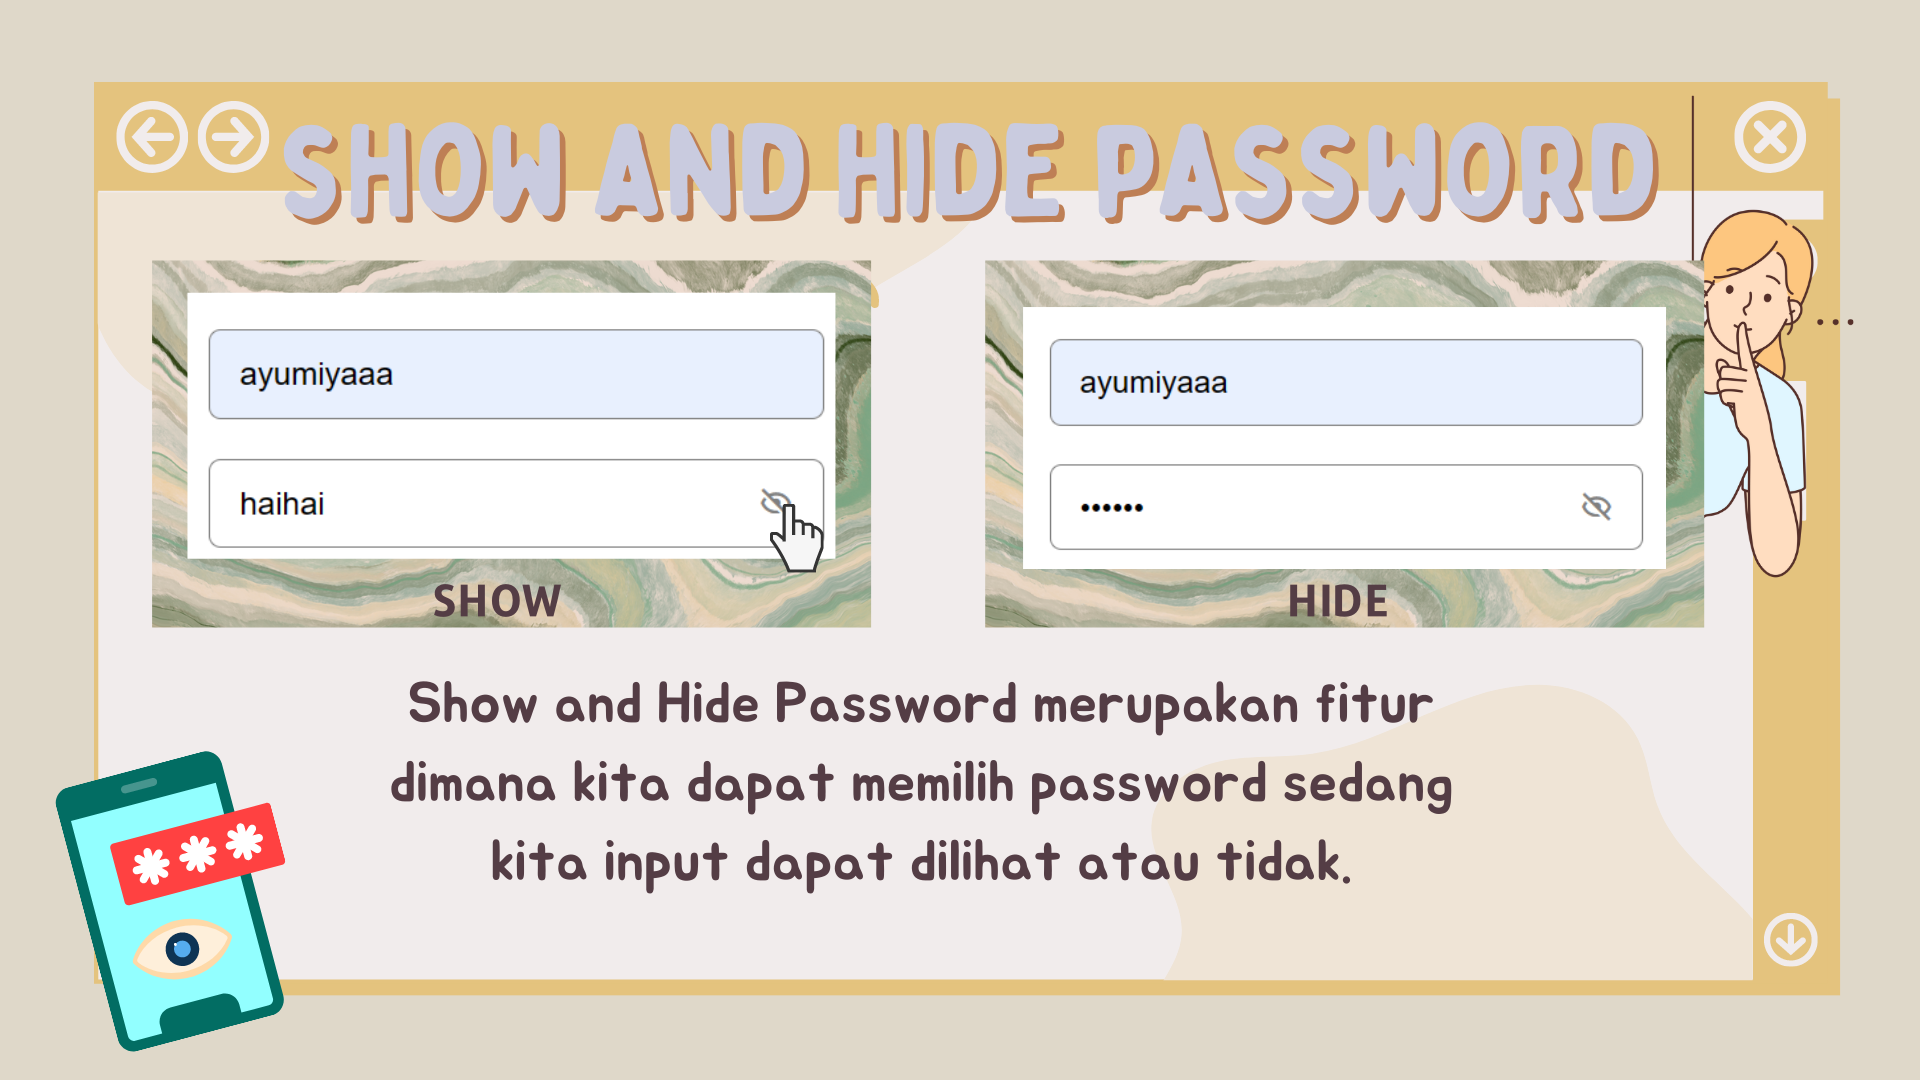 SHOW AND HIDE PASSWORD
ayumiyaaa
haihai
SHOW
ayumiyaaa
••••••
HIDE
Show and Hide Password merupakan fitur
dimana kita dapat memilih password sedang
kita input dapat dilihat atau tidak.